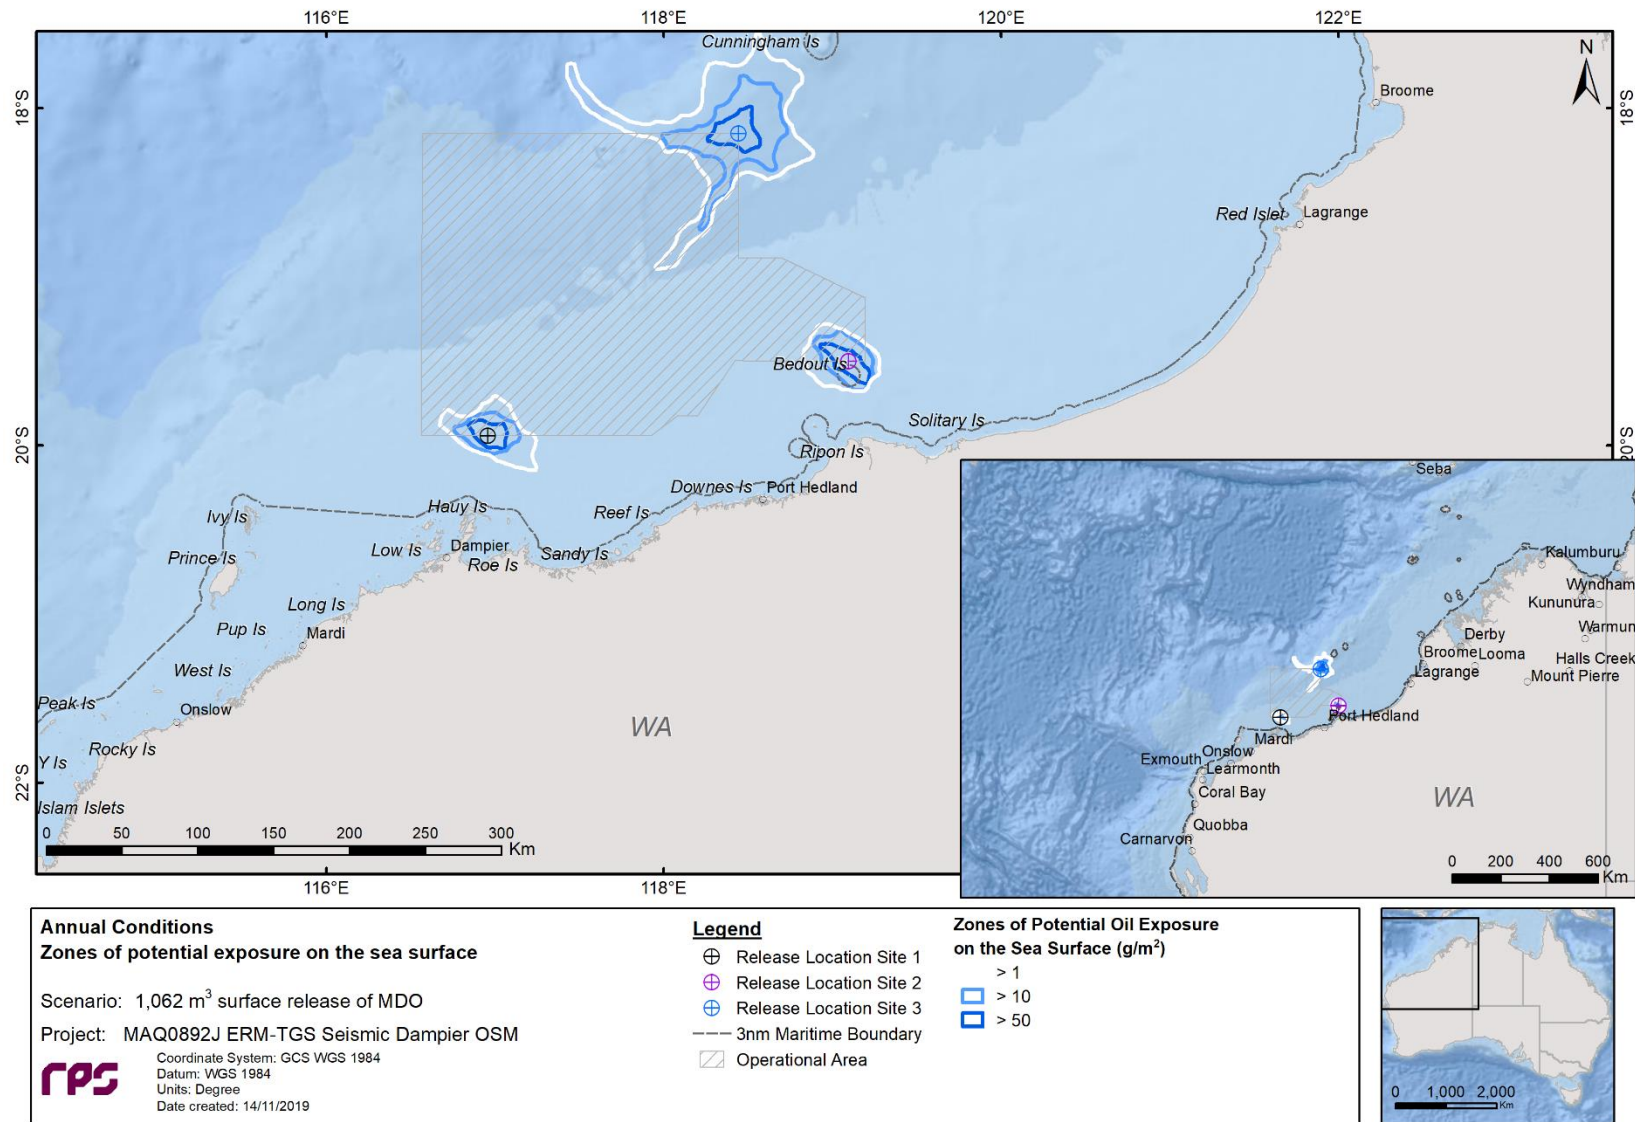 116°E
118°E
120°E
122°E
N
18°S
18°S
20°S
20°S
22°S
Cunningham Is
Broome
Red Islet
Lagrange
Bedout Is
Solitary Is
Ripon Is
Downes Is
Port Hedland
Reef Is
Hauy Is
Ivy Is
Low Is
Dampier
Sandy Is
Roe Is
Prince Is
Long Is
Pup Is
Mardi
West Is
Peak Is
Onslow
Rocky Is
Y Is
Islam Islets
WA
0 50 100 150 200 250 300
Km
116°E
118°E
Seba
Kalumburu
Wyndham
Kununura
Warmun
Derby
Broome
Looma
Halls Creek
Lagrange
Mount Pierre
Port Hedland
Mardi
Onslow
Exmouth
Learmonth
Coral Bay
Quobba
Carnarvon
WA
0 200 400 600
Km
Annual Conditions
Zones of potential exposure on the sea surface
Scenario: 1,062 m³ surface release of MDO
Project: MAQ0892J ERM-TGS Seismic Dampier OSM
rps
Coordinate System: GCS WGS 1984
Datum: WGS 1984
Units: Degree
Date created: 14/11/2019
Legend
Release Location Site 1
Release Location Site 2
Release Location Site 3
3nm Maritime Boundary
Operational Area
Zones of Potential Oil Exposure
on the Sea Surface (g/m²)
> 1
> 10
> 50
0 1,000 2,000
Km